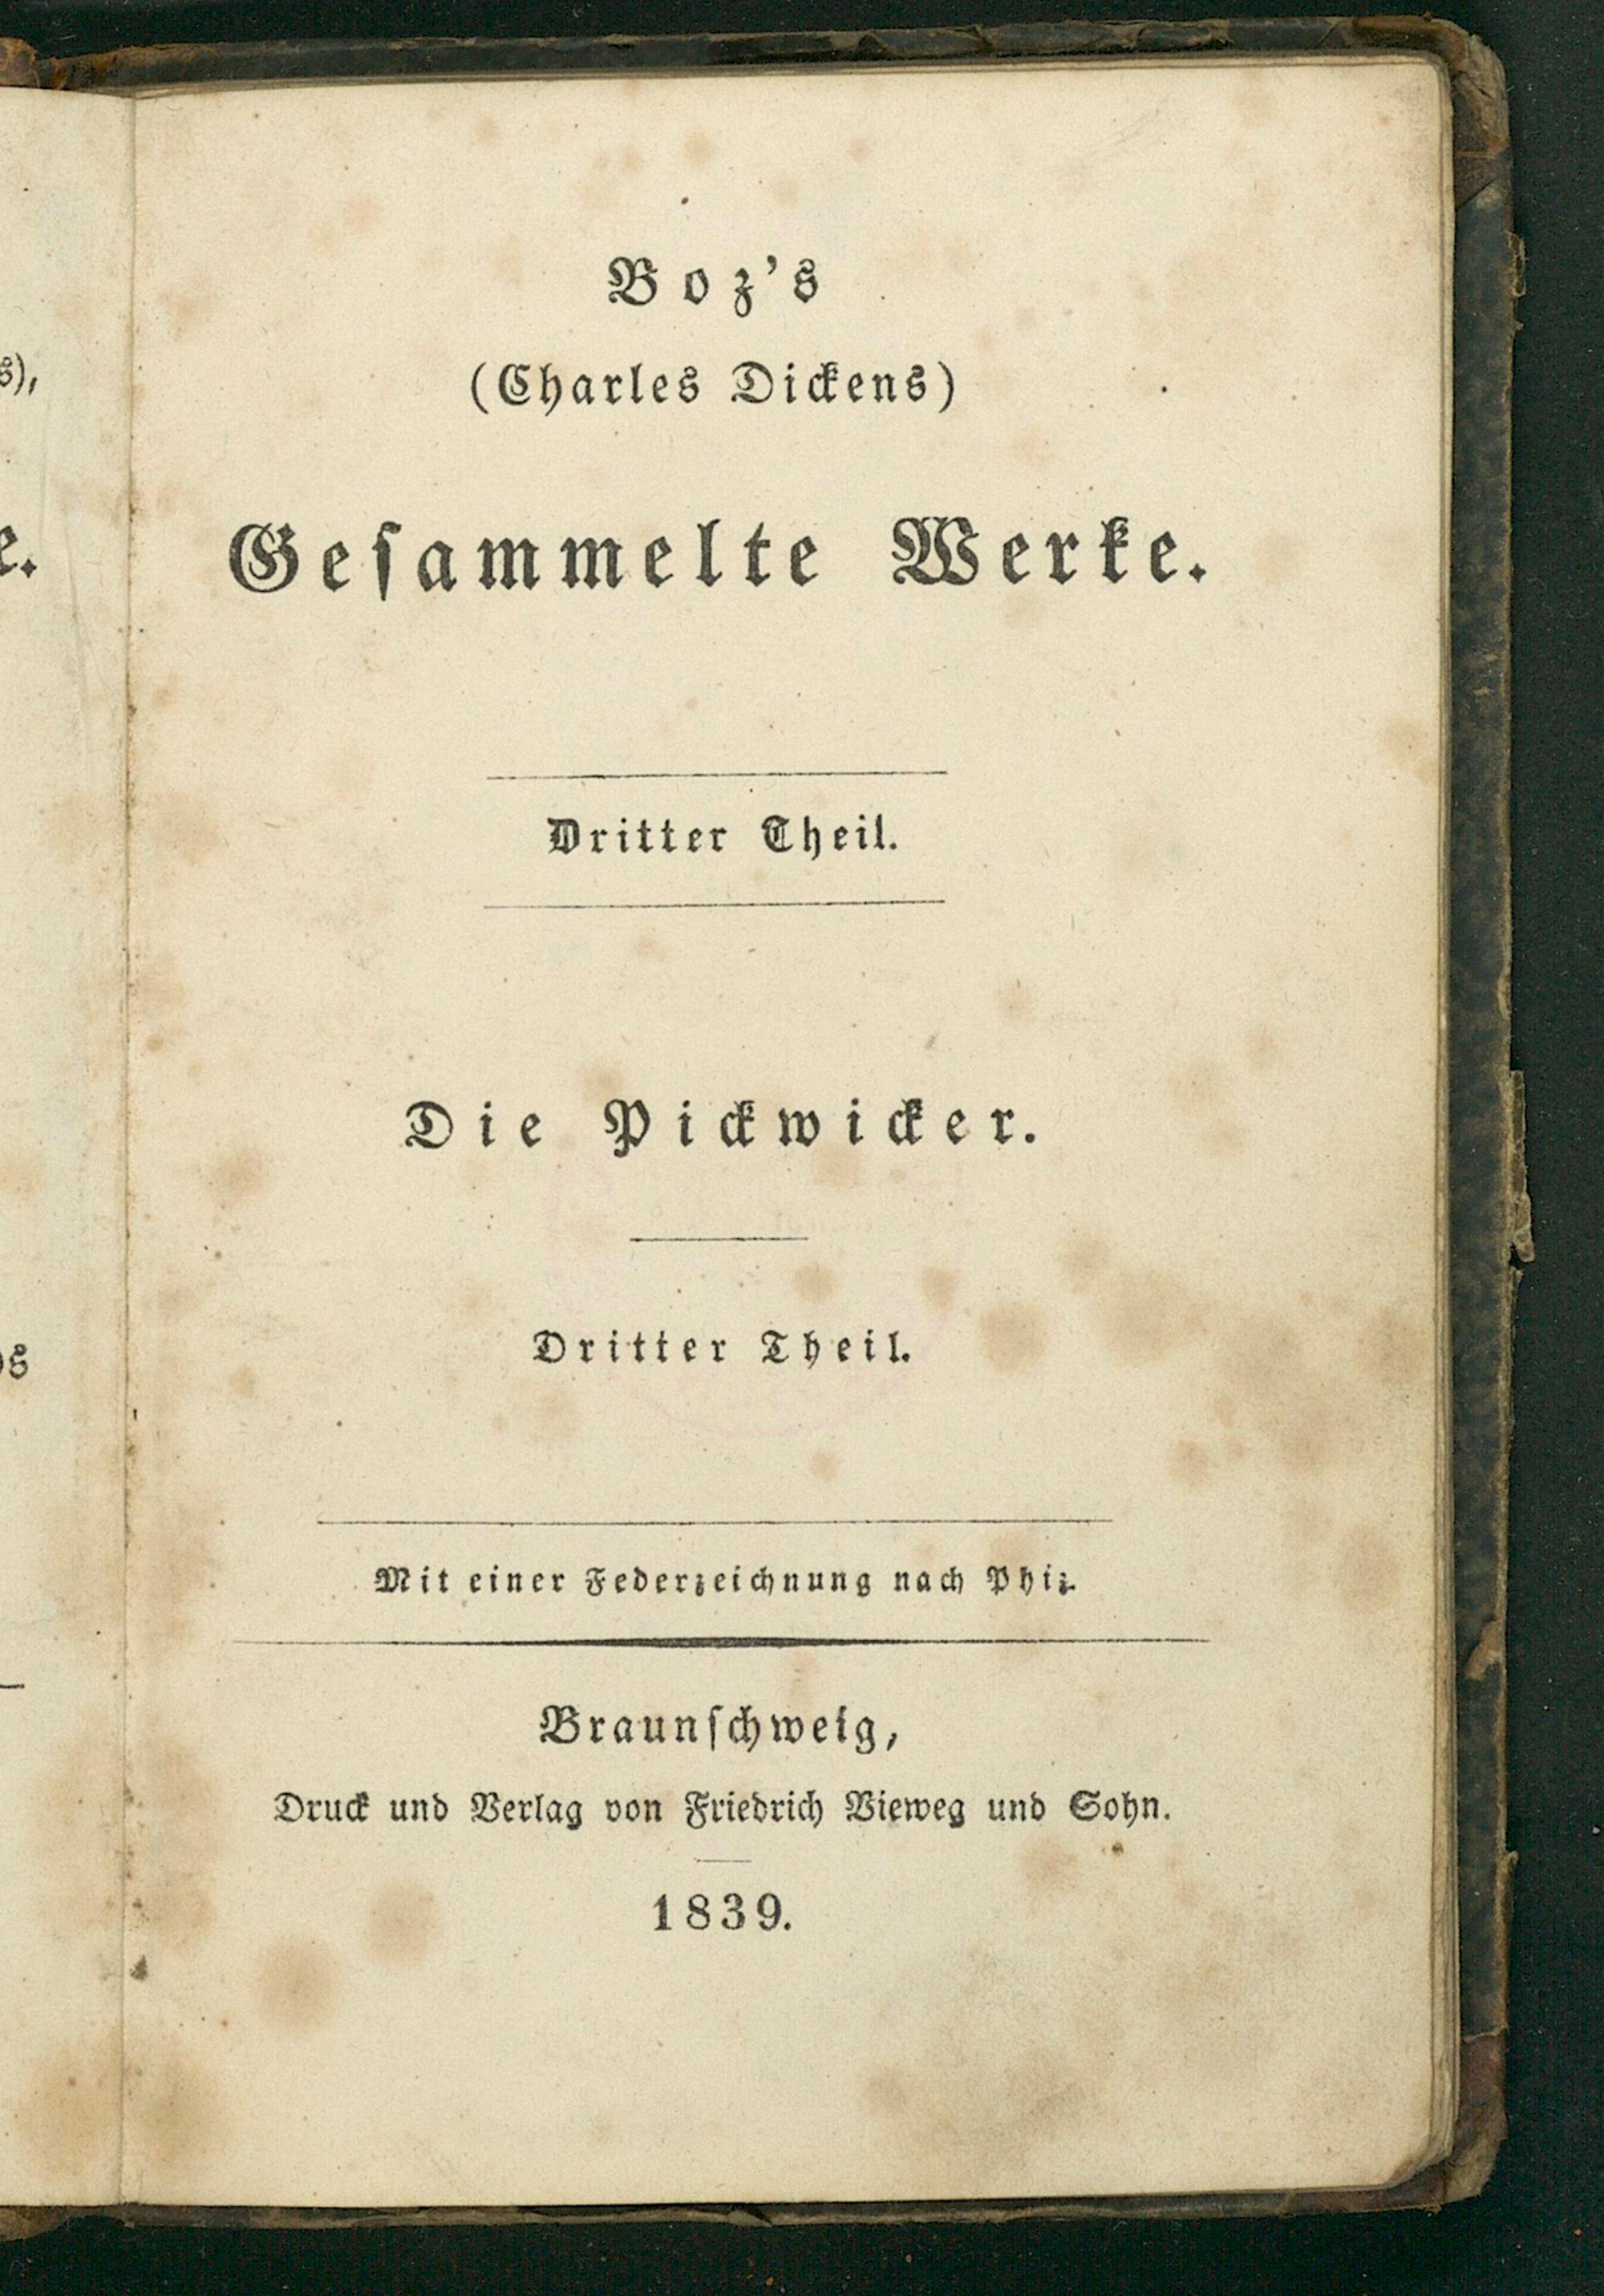 Boz's
(Charles Dickens)
Gesammelte Werke.
Dritter Theil.
Die Pickwicker.
Dritter Theil.
Mit einer Federzeichnung nach Phiz.
Braunschweig,
Druck und Verlag von Friedrich Vieweg und Sohn.
1839.